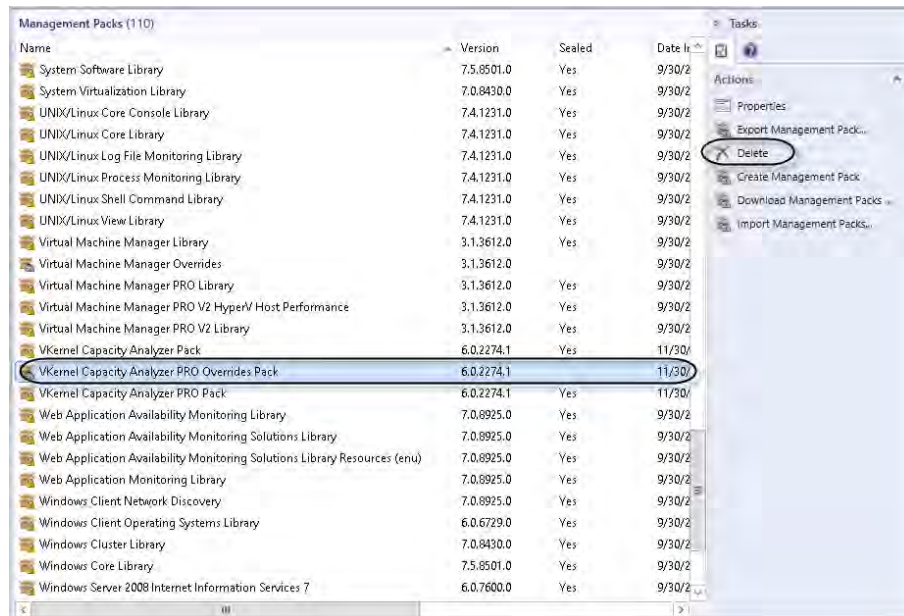 Management Packs (110)
Name Version Sealed Date Ir
System Software Library 7.5.8501.0 Yes 9/30/2
System Virtualization Library 7.0.8430.0 Yes 9/30/2
UNIX/Linux Core Console Library 7.4.1231.0 Yes 9/30/2
UNIX/Linux Core Library 7.4.1231.0 Yes 9/30/2
UNIX/Linux Log File Monitoring Library 7.4.1231.0 Yes 9/30/2
UNIX/Linux Process Monitoring Library 7.4.1231.0 Yes 9/30/2
UNIX/Linux Shell Command Library 7.4.1231.0 Yes 9/30/2
UNIX/Linux View Library 7.4.1231.0 Yes 9/30/2
Virtual Machine Manager Library 3.1.3612.0 Yes 9/30/2
Virtual Machine Manager Overrides 3.1.3612.0 9/30/2
Virtual Machine Manager PRO Library 3.1.3612.0 Yes 9/30/2
Virtual Machine Manager PRO V2 HyperV Host Performance 3.1.3612.0 Yes 9/30/2
Virtual Machine Manager PRO V2 Library 3.1.3612.0 Yes 9/30/2
VKernel Capacity Analyzer Pack 6.0.2274.1 Yes 11/30/
VKernel Capacity Analyzer PRO Overrides Pack 6.0.2274.1 11/30/
VKernel Capacity Analyzer PRO Pack 6.0.2274.1 Yes 11/30/
Web Application Availability Monitoring Library 7.0.8925.0 Yes 9/30/2
Web Application Availability Monitoring Solutions Library 7.0.8925.0 Yes 9/30/2
Web Application Availability Monitoring Solutions Library Resources (enu) 7.0.8925.0 Yes 9/30/2
Web Application Monitoring Library 7.0.8925.0 Yes 9/30/2
Windows Client Network Discovery 7.0.8925.0 Yes 9/30/2
Windows Client Operating Systems Library 6.0.6729.0 Yes 9/30/2
Windows Cluster Library 7.0.8430.0 Yes 9/30/2
Windows Core Library 7.5.8501.0 Yes 9/30/2
Windows Server 2008 Internet Information Services 7 6.0.7600.0 Yes 9/30/2
Tasks
Actions
Properties
Export Management Pack...
Delete
Create Management Pack
Download Management Packs ...
Import Management Packs...